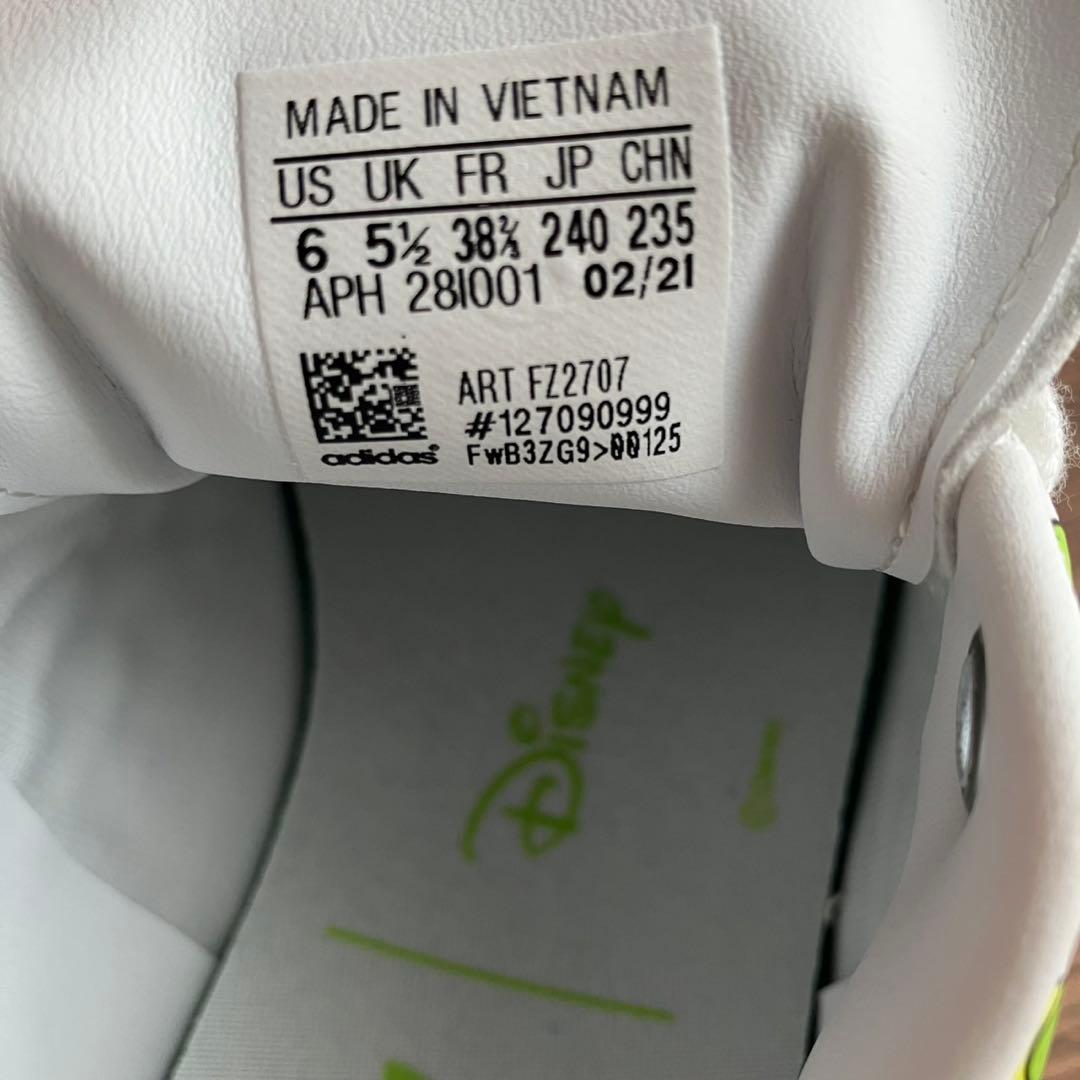 MADE IN VIETNAM
US UK FR JP CHN
6 5½ 38⅔ 240 235
APH 28I001 02/21
ART FZ2707
#127090999
FwB3ZG9>00125
adidas
Disney